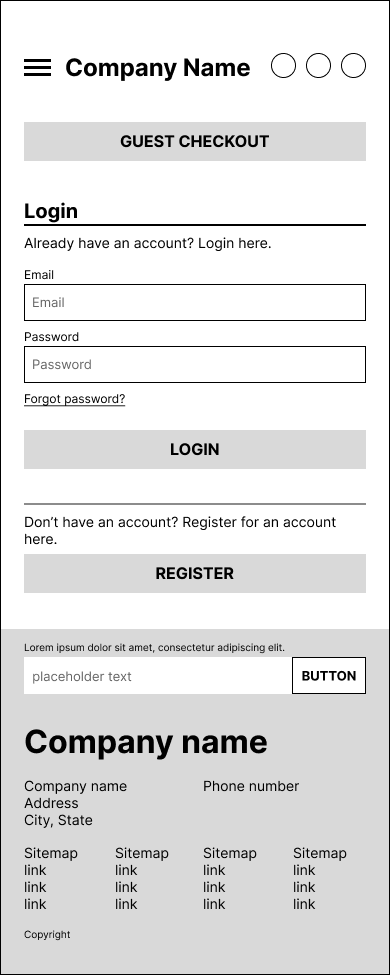 Company Name
GUEST CHECKOUT
Login
Already have an account? Login here.
Email
Email
Password
Password
Forgot password?
LOGIN
Don’t have an account? Register for an account
here.
REGISTER
Lorem ipsum dolor sit amet, consectetur adipiscing elit.
placeholder text BUTTON
Company name
Company name Phone number
Address
City, State
Sitemap Sitemap Sitemap Sitemap
link link link link
link link link link
link link link link
Copyright